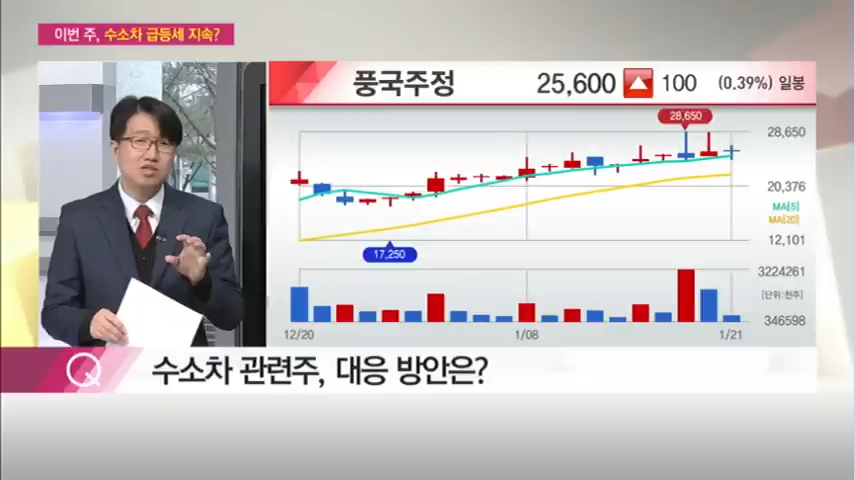 이번 주, 수소차 급등세 지속?
풍국주정 25,600 100 (0.39%) 일봉
28,650
28,650
20,376
MA[5]
MA[20]
17,250
12,101
3224261
[단위:천주]
346598
12/20 1/08 1/21
Q 수소차 관련주, 대응 방안은?